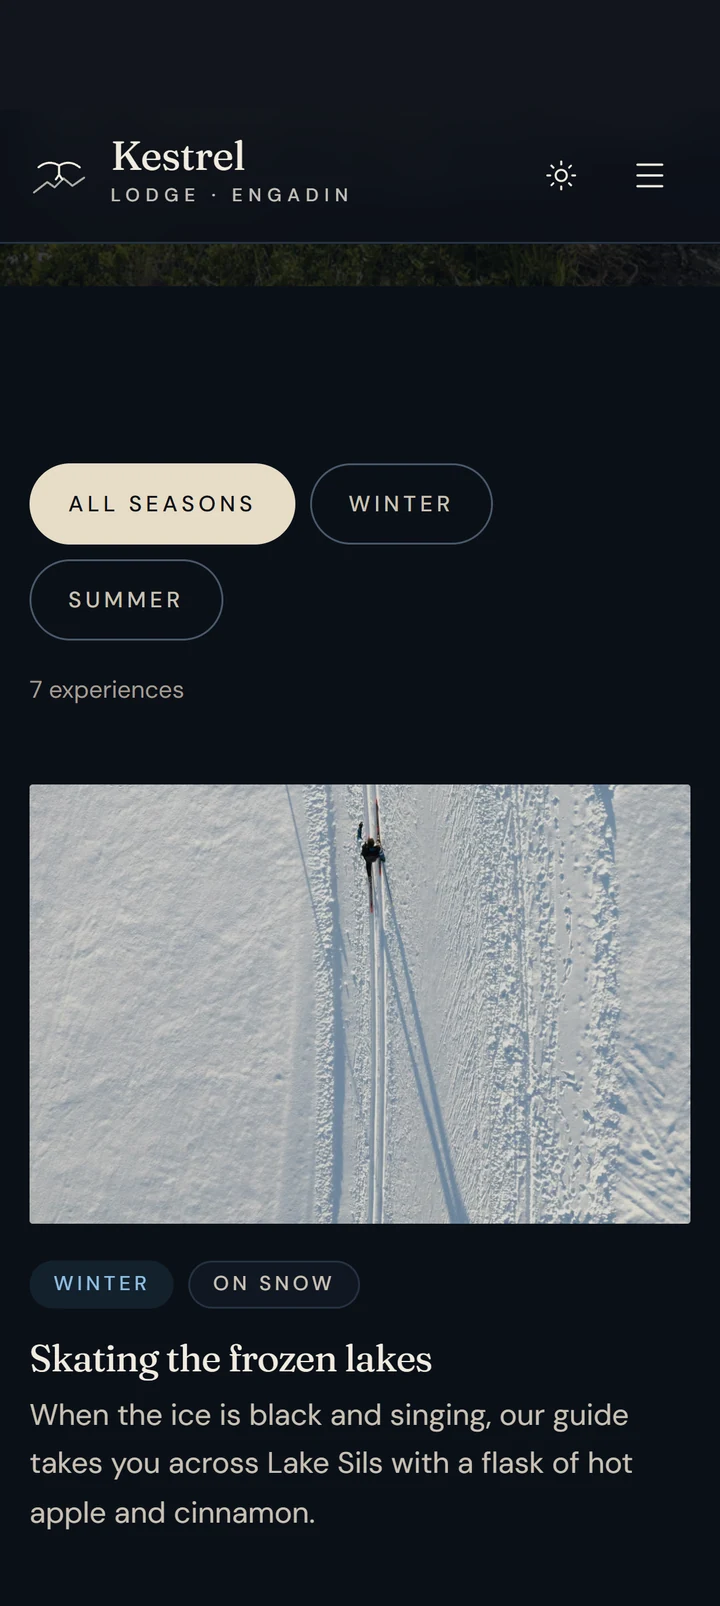 Kestrel
LODGE · ENGADIN
ALL SEASONS
WINTER
SUMMER
7 experiences
WINTER
ON SNOW
Skating the frozen lakes
When the ice is black and singing, our guide
takes you across Lake Sils with a flask of hot
apple and cinnamon.